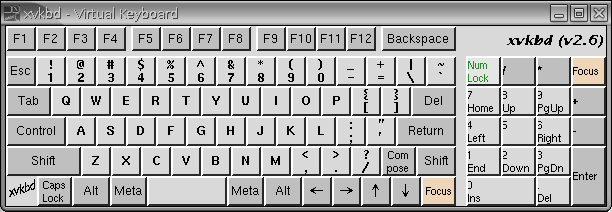 xvkbd - Virtual Keyboard
F1 F2 F3 F4 F5 F6 F7 F8 F9 F10 F11 F12 Backspace xvkbd (v2.6)
Esc ! 1 @ 2 # 3 $ 4 % 5 ^ 6 & 7 * 8 ( 9 ) 0 _ - + = | \ ~ ` Num Lock / * Focus
Tab Q W E R T Y U I O P { [ } ] Del 7 Home 8 Up 9 PgUp +
Control A S D F G H J K L : ; " ' Return 4 Left 5 6 Right -
Shift Z X C V B N M < , > . ? / Com pose Shift 1 End 2 Down 3 PgDn Enter
xvkbd Caps Lock Alt Meta Meta Alt ← → ↑ ↓ Focus 0 Ins . Del